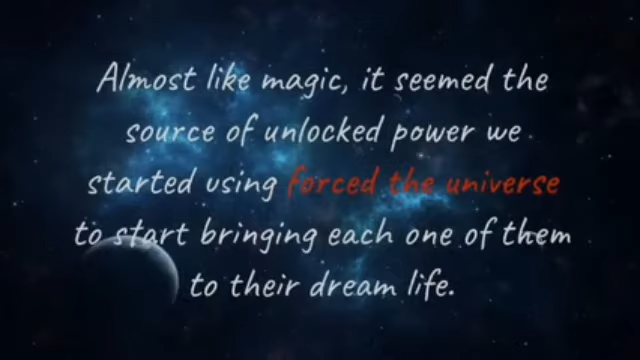 Almost like magic, it seemed the
source of unlocked power we
started using forced the universe
to start bringing each one of them
to their dream life.